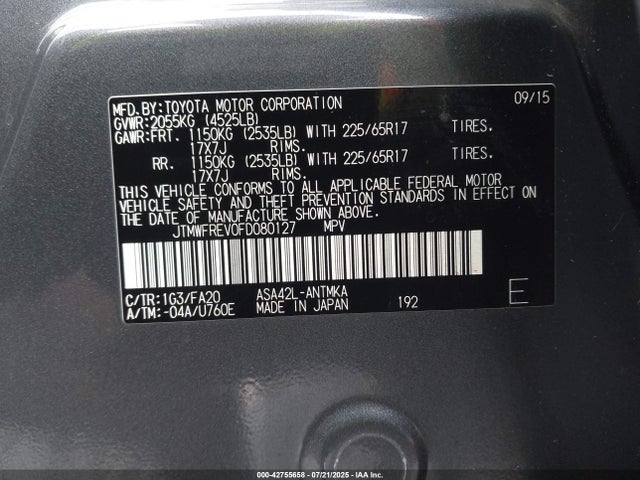 MFD.BY:TOYOTA MOTOR CORPORATION 09/15
GVWR:2055KG (4525LB)
GAWR:FRT. 1150KG (2535LB) WITH 225/65R17 TIRES.
17X7J RIMS.
RR. 1150KG (2535LB) WITH 225/65R17 TIRES,
17X7J RIMS.
THIS VEHICLE CONFORMS TO ALL APPLICABLE FEDERAL MOTOR
VEHICLE SAFETY AND THEFT PREVENTION STANDARDS IN EFFECT ON
THE DATE OF MANUFACTURE SHOWN ABOVE.
JTMWFREV0FD080127 MPV
C/TR:1G3/FA20 ASA42L-ANTMKA
A/TM:-04A/U760E MADE IN JAPAN 192 E
000-42755658 - 07/21/2025 - IAA Inc.